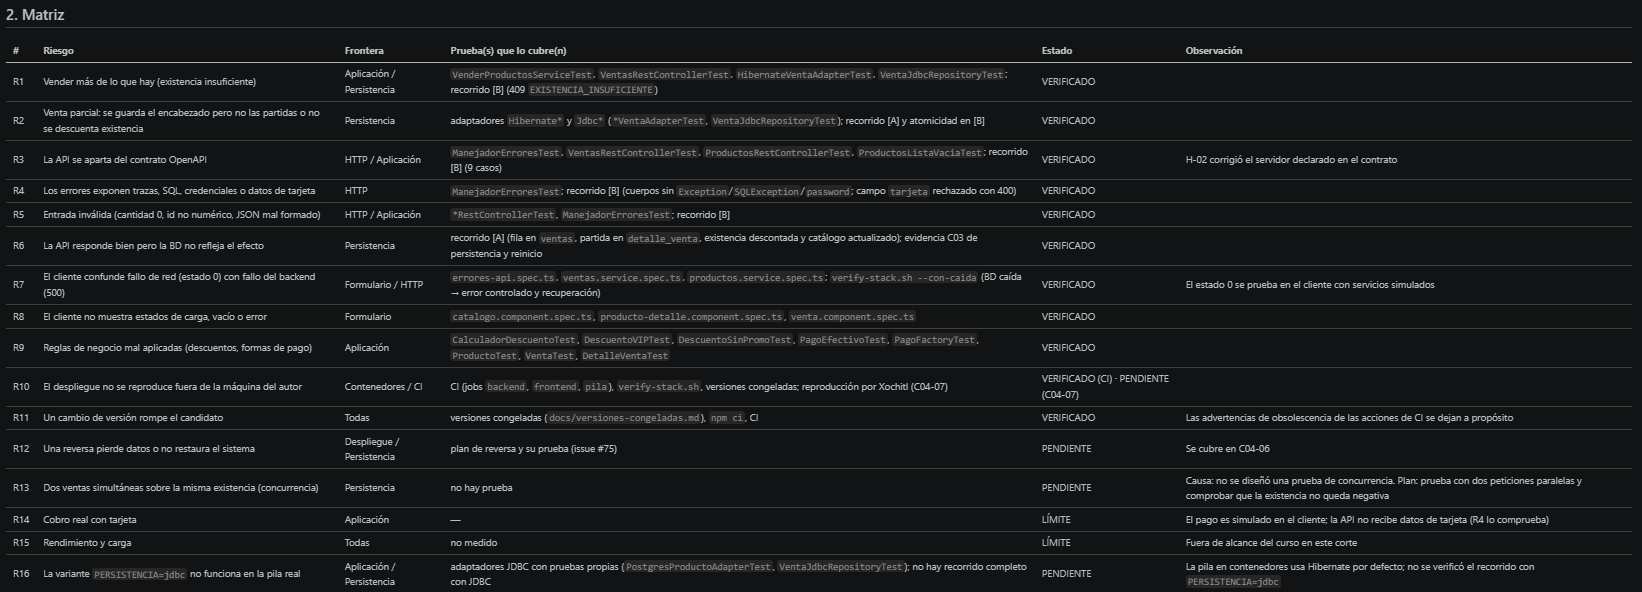 2. Matriz
# Riesgo Frontera Prueba(s) que lo cubre(n) Estado Observación
R1 Vender más de lo que hay (existencia insuficiente) Aplicación / Persistencia VenderProductosServiceTest, VentasRestControllerTest, HibernateVentaAdapterTest, VentaJdbcRepositoryTest; recorrido [B] (409 EXISTENCIA_INSUFICIENTE) VERIFICADO
R2 Venta parcial: se guarda el encabezado pero no las partidas o no se descuenta existencia Persistencia adaptadores Hibernate* y Jdbc* (*VentaAdapterTest, VentaJdbcRepositoryTest); recorrido [A] y atomicidad en [B] VERIFICADO
R3 La API se aparta del contrato OpenAPI HTTP / Aplicación ManejadorErroresTest, VentasRestControllerTest, ProductosRestControllerTest, ProductosListaVaciaTest; recorrido [B] (9 casos) VERIFICADO H-02 corrigió el servidor declarado en el contrato
R4 Los errores exponen trazas, SQL, credenciales o datos de tarjeta HTTP ManejadorErroresTest; recorrido [B] (cuerpos sin Exception/SQLException/password; campo tarjeta rechazado con 400) VERIFICADO
R5 Entrada inválida (cantidad 0, id no numérico, JSON mal formado) HTTP / Aplicación *RestControllerTest, ManejadorErroresTest; recorrido [B] VERIFICADO
R6 La API responde bien pero la BD no refleja el efecto Persistencia recorrido [A] (fila en ventas, partida en detalle_venta, existencia descontada y catálogo actualizado); evidencia C03 de persistencia y reinicio VERIFICADO
R7 El cliente confunde fallo de red (estado 0) con fallo del backend (500) Formulario / HTTP errores-api.spec.ts, ventas.service.spec.ts, productos.service.spec.ts; verify-stack.sh --con-caida (BD caída → error controlado y recuperación) VERIFICADO El estado 0 se prueba en el cliente con servicios simulados
R8 El cliente no muestra estados de carga, vacío o error Formulario catalogo.component.spec.ts, producto-detalle.component.spec.ts, venta.component.spec.ts VERIFICADO
R9 Reglas de negocio mal aplicadas (descuentos, formas de pago) Aplicación CalculadorDescuentoTest, DescuentoVIPTest, DescuentoSinPromoTest, PagoEfectivoTest, PagoFactoryTest, ProductoTest, VentaTest, DetalleVentaTest VERIFICADO
R10 El despliegue no se reproduce fuera de la máquina del autor Contenedores / CI CI (jobs backend, frontend, pila), verify-stack.sh, versiones congeladas; reproducción por Xochitl (C04-07) VERIFICADO (CI) · PENDIENTE (C04-07)
R11 Un cambio de versión rompe el candidato Todas versiones congeladas (docs/versiones-congeladas.md), npm ci, CI VERIFICADO Las advertencias de obsolescencia de las acciones de CI se dejan a propósito
R12 Una reversa pierde datos o no restaura el sistema Despliegue / Persistencia plan de reversa y su prueba (issue #75) PENDIENTE Se cubre en C04-06
R13 Dos ventas simultáneas sobre la misma existencia (concurrencia) Persistencia no hay prueba PENDIENTE Causa: no se diseñó una prueba de concurrencia. Plan: prueba con dos peticiones paralelas y comprobar que la existencia no queda negativa
R14 Cobro real con tarjeta Aplicación — LÍMITE El pago es simulado en el cliente; la API no recibe datos de tarjeta (R4 lo comprueba)
R15 Rendimiento y carga Todas no medido LÍMITE Fuera de alcance del curso en este corte
R16 La variante PERSISTENCIA=jdbc no funciona en la pila real Aplicación / Persistencia adaptadores JDBC con pruebas propias (PostgresProductoAdapterTest, VentaJdbcRepositoryTest); no hay recorrido completo con JDBC PENDIENTE La pila en contenedores usa Hibernate por defecto; no se verificó el recorrido con PERSISTENCIA=jdbc